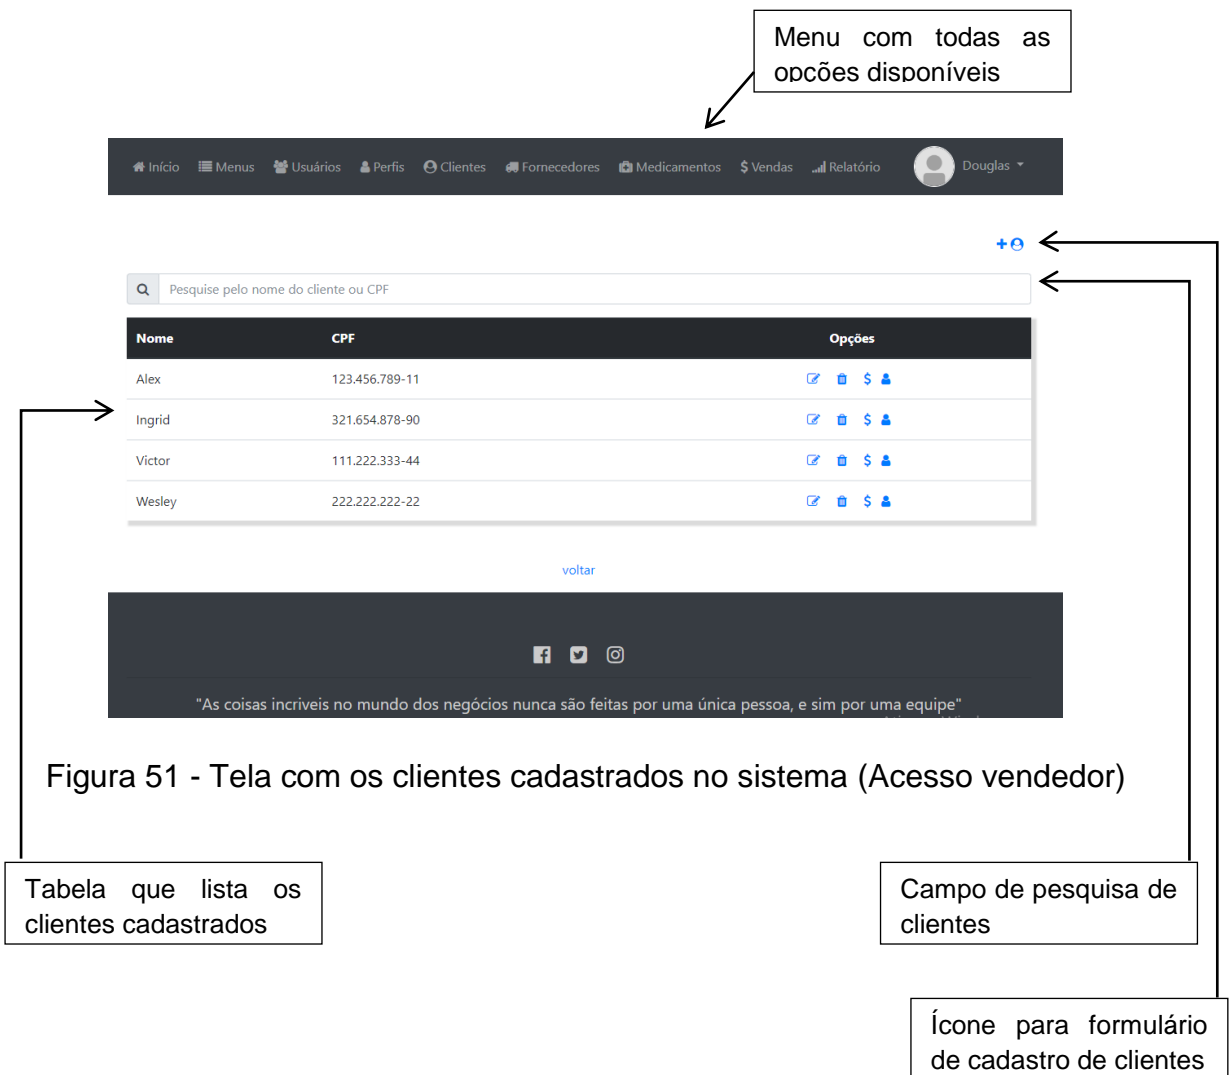 Menu com todas as
opções disponíveis
Início Menus Usuários Perfis Clientes Fornecedores Medicamentos $ Vendas Relatório Douglas
Pesquise pelo nome do cliente ou CPF
Nome CPF Opções
Alex 123.456.789-11 $
Ingrid 321.654.878-90 $
Victor 111.222.333-44 $
Wesley 222.222.222-22 $
voltar
"As coisas incriveis no mundo dos negócios nunca são feitas por uma única pessoa, e sim por uma equipe"
Figura 51 - Tela com os clientes cadastrados no sistema (Acesso vendedor)
Tabela que lista os
clientes cadastrados
Campo de pesquisa de
clientes
Ícone para formulário
de cadastro de clientes